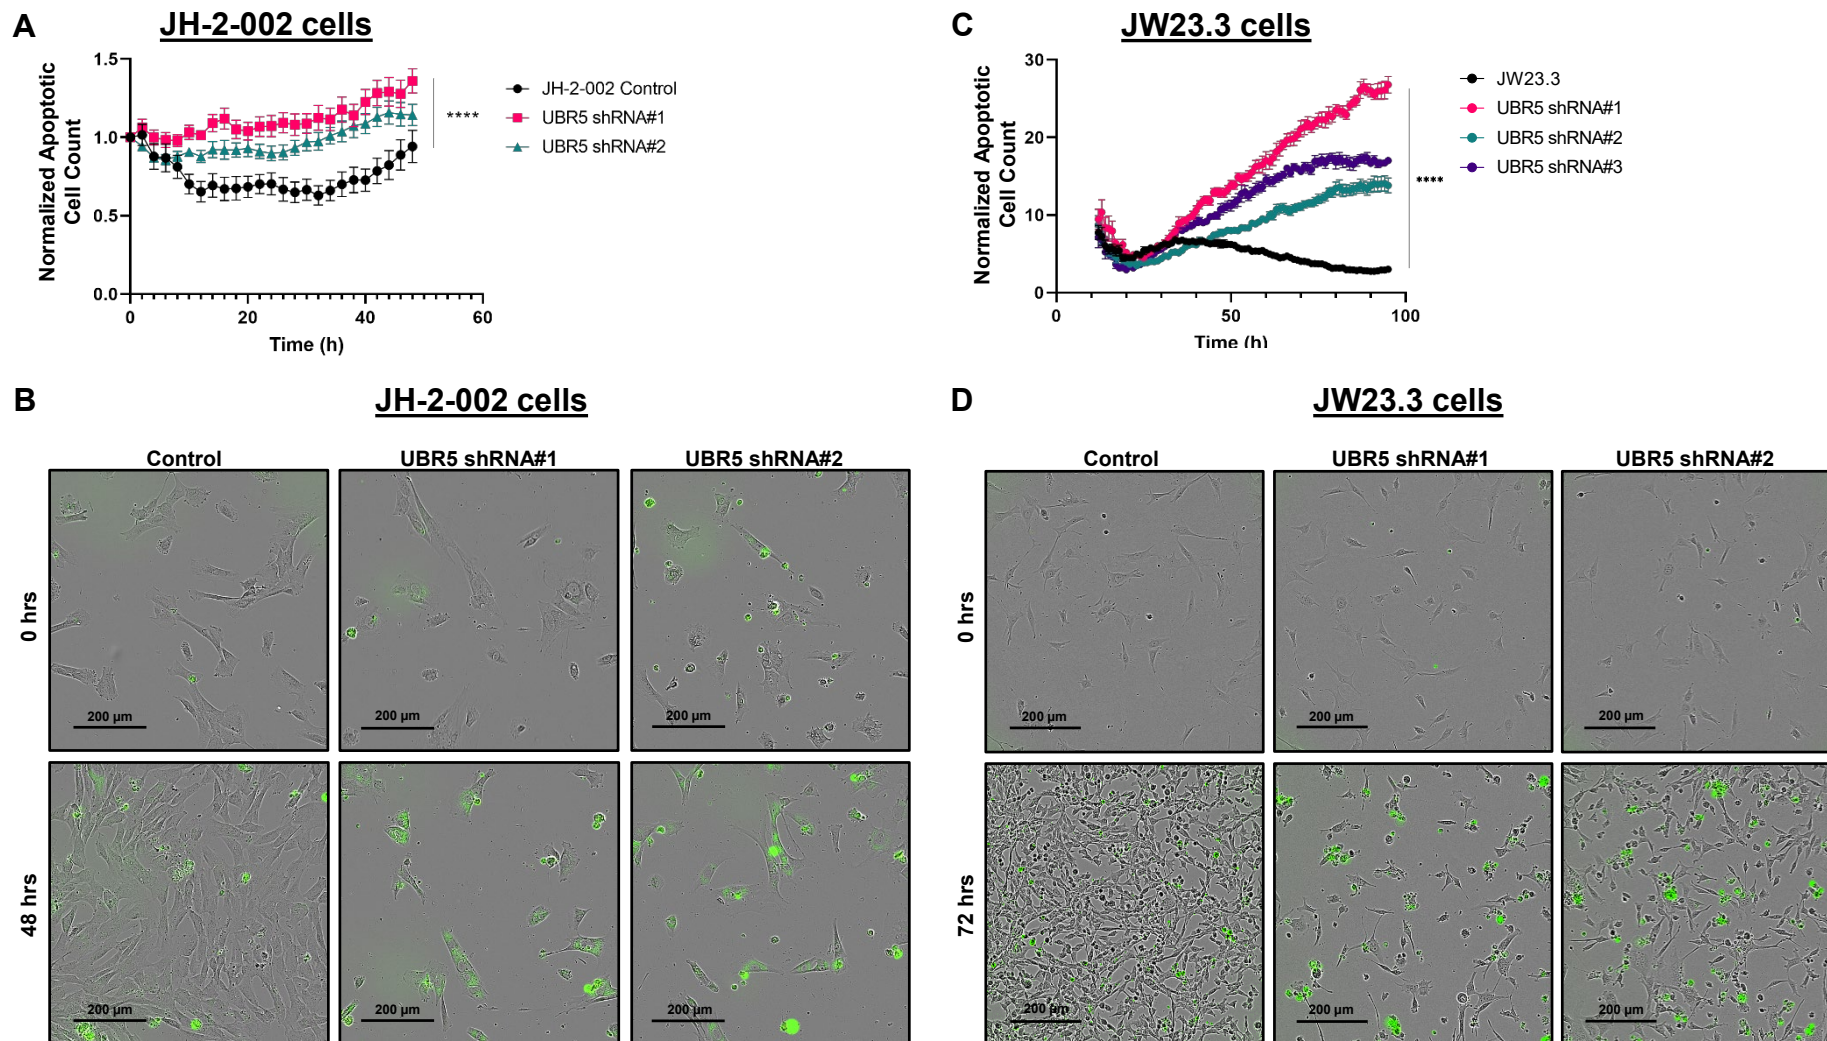 A
JH-2-002 cells
Normalized Apoptotic
Cell Count
1.5
1.0
0.5
0.0
0
20
40
60
Time (h)
****
JH-2-002 Control
UBR5 shRNA#1
UBR5 shRNA#2
C
JW23.3 cells
Normalized Apoptotic
Cell Count
30
20
10
0
0
50
100
Time (h)
****
JW23.3
UBR5 shRNA#1
UBR5 shRNA#2
UBR5 shRNA#3
B
JH-2-002 cells
Control
UBR5 shRNA#1
UBR5 shRNA#2
0 hrs
200 µm
200 µm
200 µm
48 hrs
200 µm
200 µm
200 µm
D
JW23.3 cells
Control
UBR5 shRNA#1
UBR5 shRNA#2
0 hrs
200 µm
200 µm
200 µm
72 hrs
200 µm
200 µm
200 µm